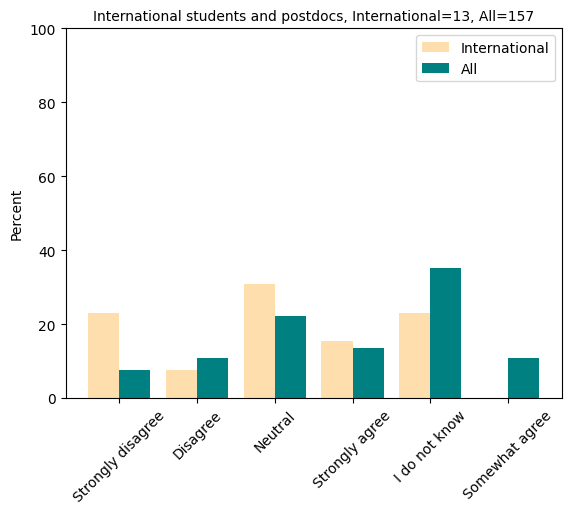 International students and postdocs, International=13, All=157
International
All
Percent
100
80
60
40
20
0
Strongly disagree
Disagree
Neutral
Strongly agree
I do not know
Somewhat agree